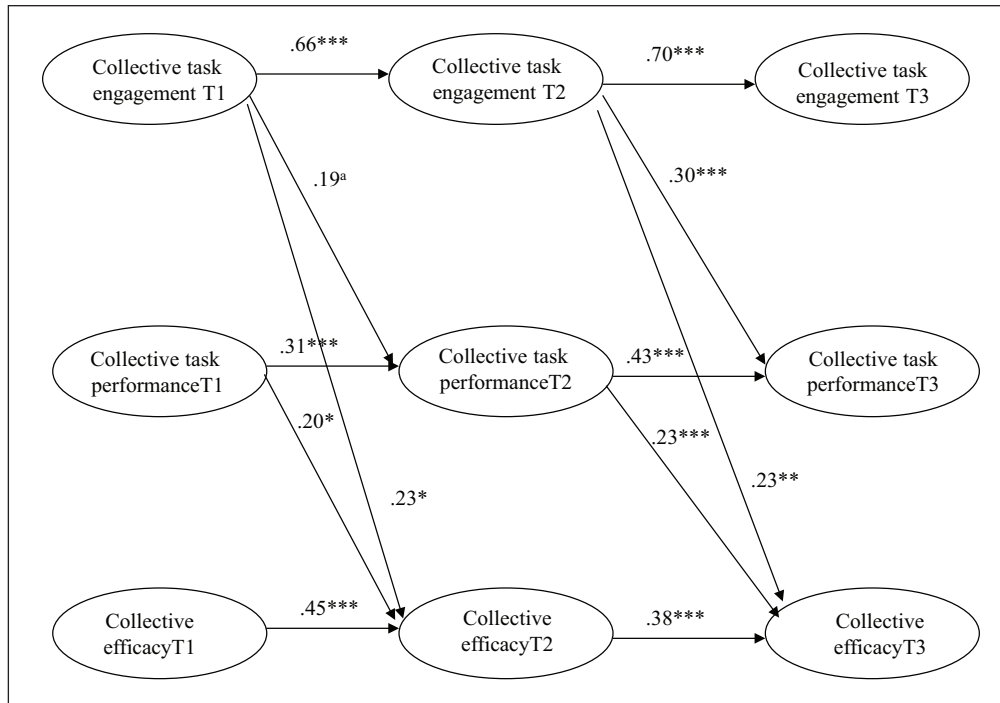 .66***
.70***
Collective task
engagement T1
Collective task
engagement T2
Collective task
engagement T3
.19ᵃ
.30***
.31***
.43***
Collective task
performanceT1
Collective task
performanceT2
Collective task
performanceT3
.20*
.23***
.23*
.23**
.45***
.38***
Collective
efficacyT1
Collective
efficacyT2
Collective
efficacyT3